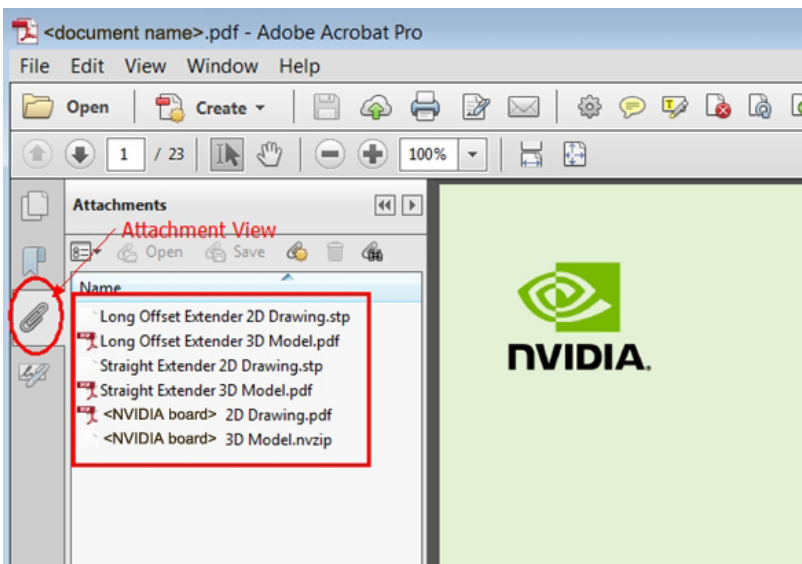 <document name>.pdf - Adobe Acrobat Pro
File Edit View Window Help
Open Create
1 / 23 100%
Attachments
Attachment View
Open Save
Name
Long Offset Extender 2D Drawing.stp
Long Offset Extender 3D Model.pdf
Straight Extender 2D Drawing.stp
Straight Extender 3D Model.pdf
<NVIDIA board> 2D Drawing.pdf
<NVIDIA board> 3D Model.nvzip
NVIDIA.